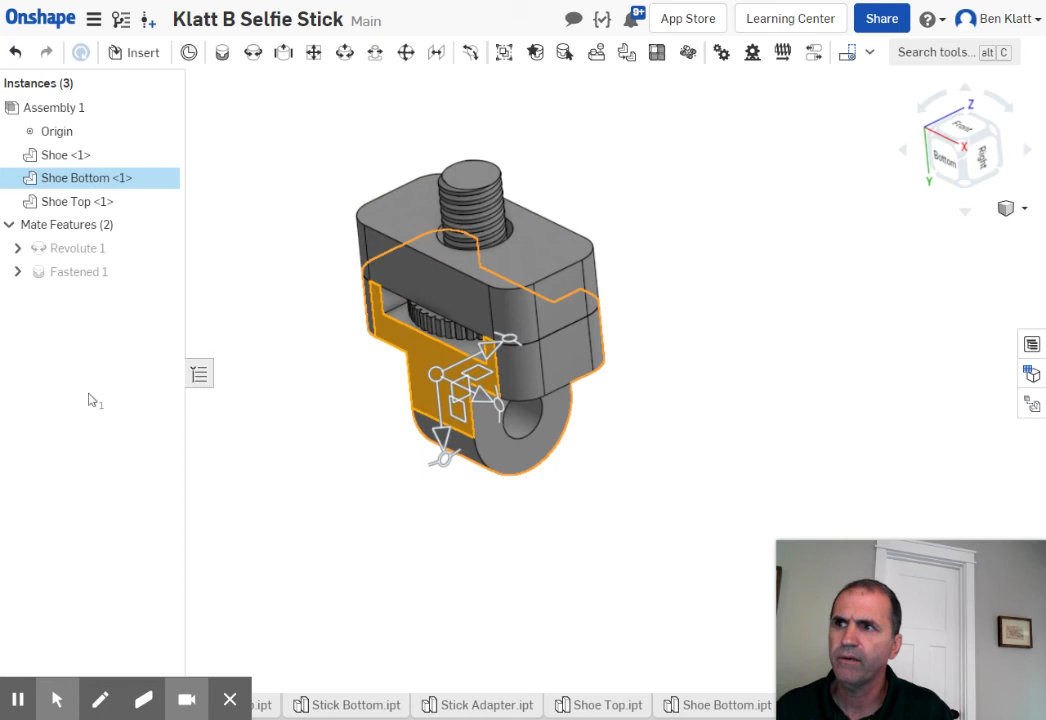 Onshape
Klatt B Selfie Stick Main
9+
App Store
Learning Center
Share
Ben Klatt
Insert
Search tools... alt C
Instances (3)
Assembly 1
Origin
Shoe <1>
Shoe Bottom <1>
Shoe Top <1>
Mate Features (2)
Revolute 1
Fastened 1
1
Z
Front
X
Bottom
Right
Y
.ipt
Stick Bottom.ipt
Stick Adapter.ipt
Shoe Top.ipt
Shoe Bottom.ipt